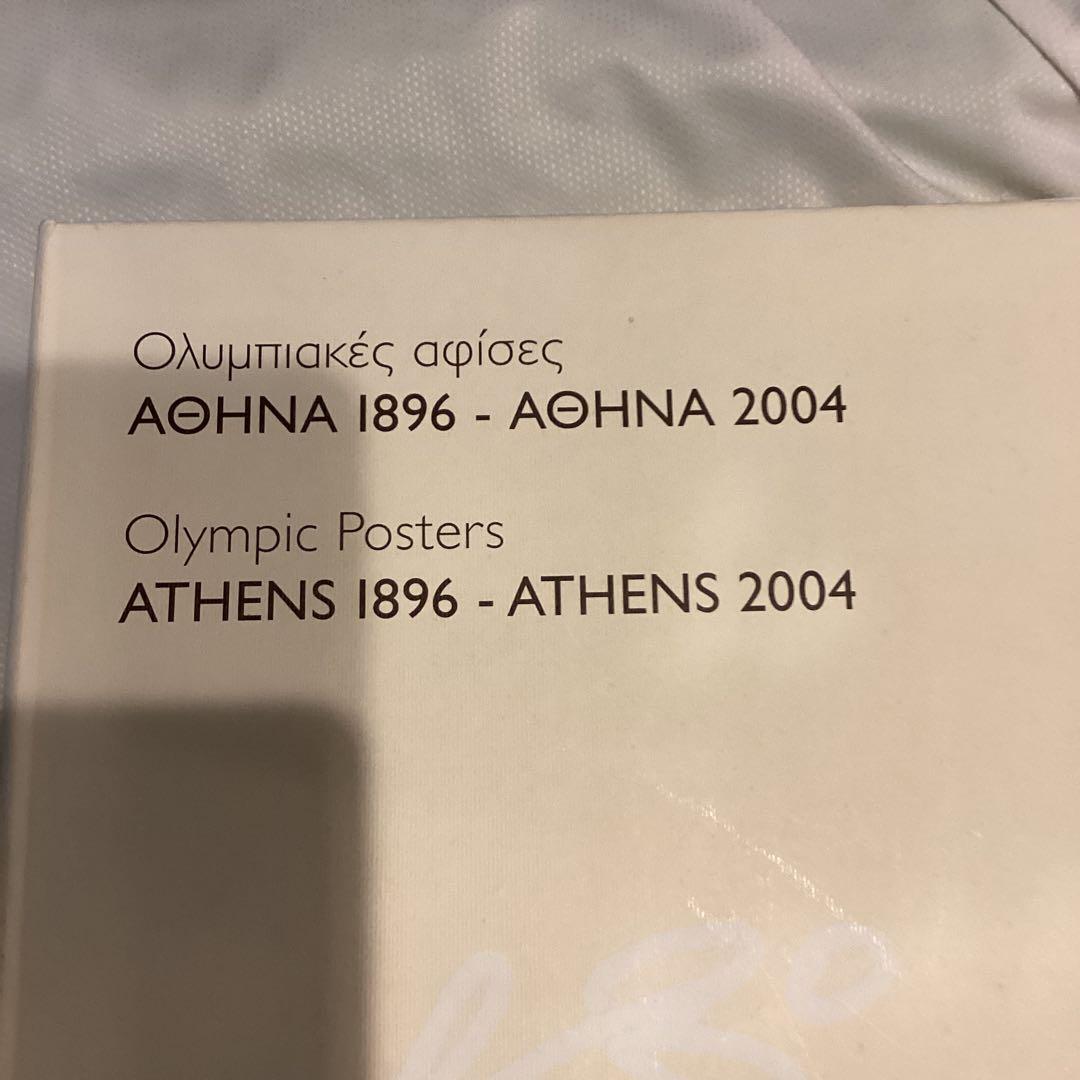 Ολυμπιακές αφίσες
ΑΘΗΝΑ 1896 - ΑΘΗΝΑ 2004
Olympic Posters
ATHENS 1896 - ATHENS 2004